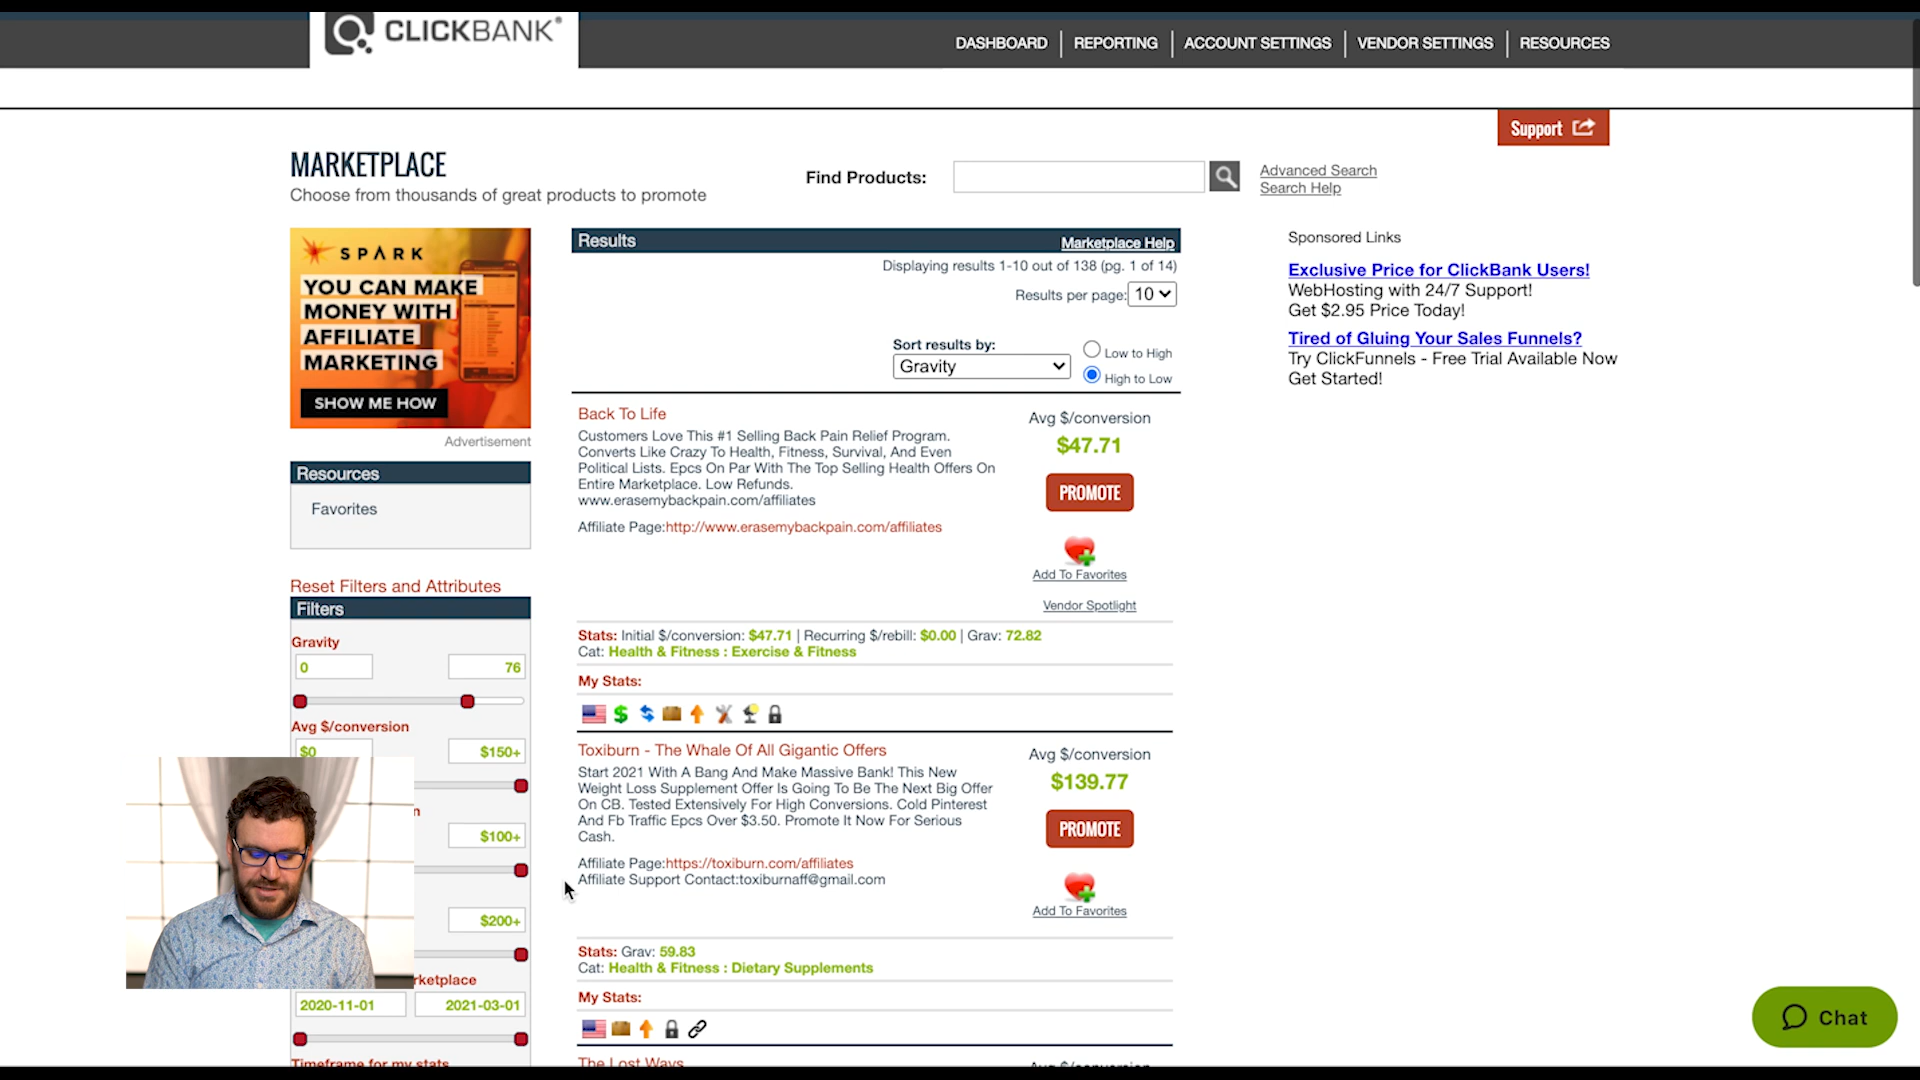 CLICKBANK®
DASHBOARD
REPORTING
ACCOUNT SETTINGS
VENDOR SETTINGS
RESOURCES
Support
MARKETPLACE
Choose from thousands of great products to promote
Find Products:
Advanced Search
Search Help
SPARK
YOU CAN MAKE
MONEY WITH
AFFILIATE
MARKETING
SHOW ME HOW
Advertisement
Resources
Favorites
Reset Filters and Attributes
Filters
Gravity
0 76
Avg $/conversion
$0 $150+
n
$100+
$200+
rketplace
2020-11-01 2021-03-01
Timeframe for my stats
Results
Marketplace Help
Displaying results 1-10 out of 138 (pg. 1 of 14)
Results per page: 10
Sort results by:
Gravity
Low to High
High to Low
Back To Life
Customers Love This #1 Selling Back Pain Relief Program.
Converts Like Crazy To Health, Fitness, Survival, And Even
Political Lists. Epcs On Par With The Top Selling Health Offers On
Entire Marketplace. Low Refunds.
www.erasemybackpain.com/affiliates
Affiliate Page:http://www.erasemybackpain.com/affiliates
Avg $/conversion
$47.71
PROMOTE
Add To Favorites
Vendor Spotlight
Stats: Initial $/conversion: $47.71 | Recurring $/rebill: $0.00 | Grav: 72.82
Cat: Health & Fitness : Exercise & Fitness
My Stats:
Toxiburn - The Whale Of All Gigantic Offers
Start 2021 With A Bang And Make Massive Bank! This New
Weight Loss Supplement Offer Is Going To Be The Next Big Offer
On CB. Tested Extensively For High Conversions. Cold Pinterest
And Fb Traffic Epcs Over $3.50. Promote It Now For Serious
Cash.
Affiliate Page:https://toxiburn.com/affiliates
Affiliate Support Contact:toxiburnaff@gmail.com
Avg $/conversion
$139.77
PROMOTE
Add To Favorites
Stats: Grav: 59.83
Cat: Health & Fitness : Dietary Supplements
My Stats:
The Lost Ways
Avg $/conversion
Sponsored Links
Exclusive Price for ClickBank Users!
WebHosting with 24/7 Support!
Get $2.95 Price Today!
Tired of Gluing Your Sales Funnels?
Try ClickFunnels - Free Trial Available Now
Get Started!
Chat